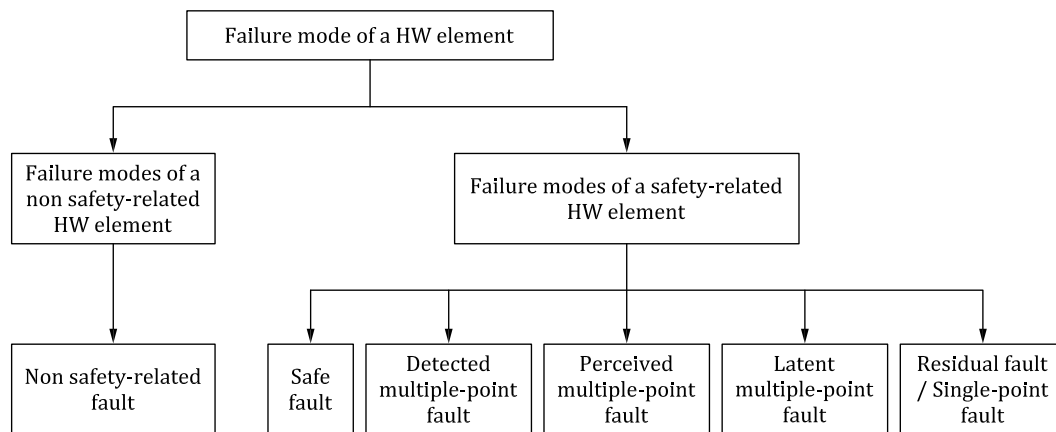 Failure mode of a HW element
Failure modes of a
non safety-related
HW element
Failure modes of a safety-related
HW element
Non safety-related
fault
Safe
fault
Detected
multiple-point
fault
Perceived
multiple-point
fault
Latent
multiple-point
fault
Residual fault
/ Single-point
fault